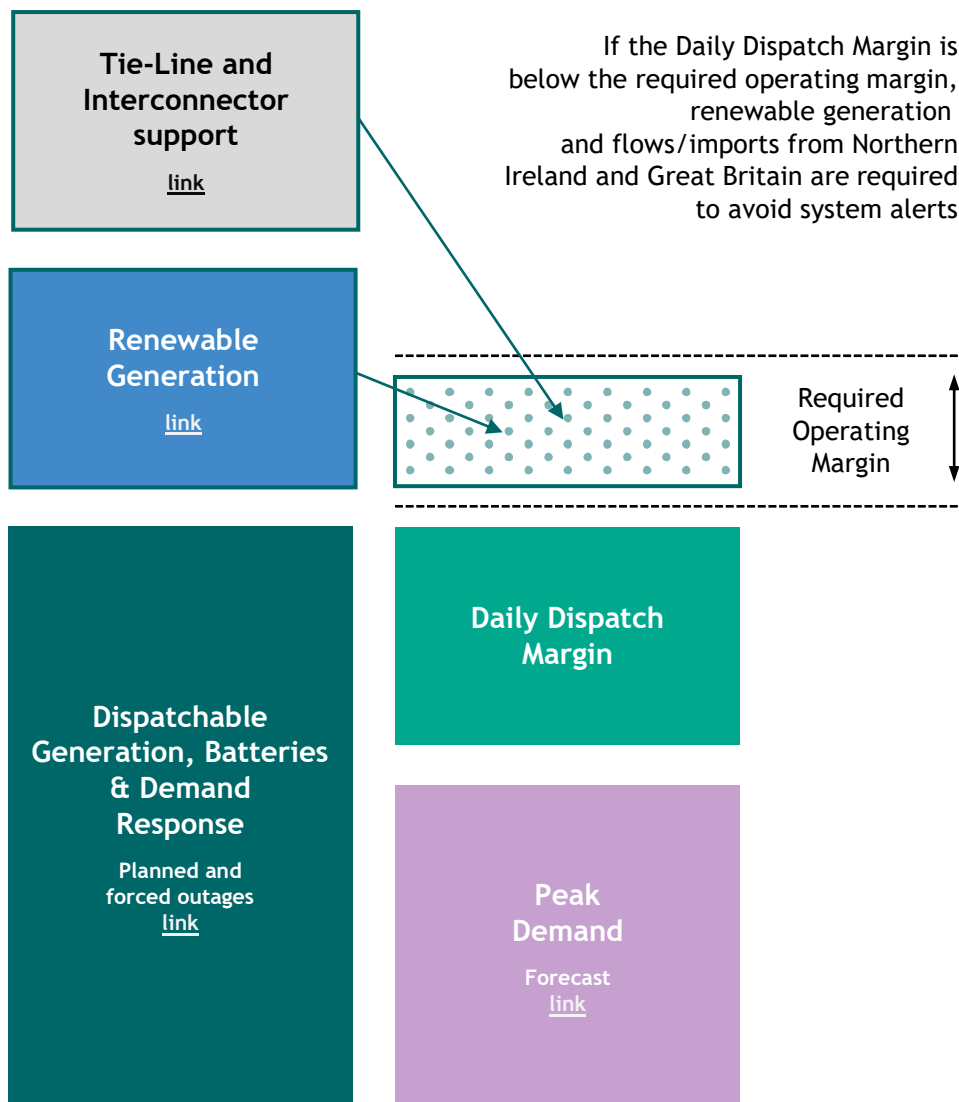 Tie-Line and
Interconnector
support
link
If the Daily Dispatch Margin is
below the required operating margin,
renewable generation
and flows/imports from Northern
Ireland and Great Britain are required
to avoid system alerts
Renewable
Generation
link
Required
Operating
Margin
Dispatchable
Generation, Batteries
& Demand
Response
Planned and
forced outages
link
Daily Dispatch
Margin
Peak
Demand
Forecast
link